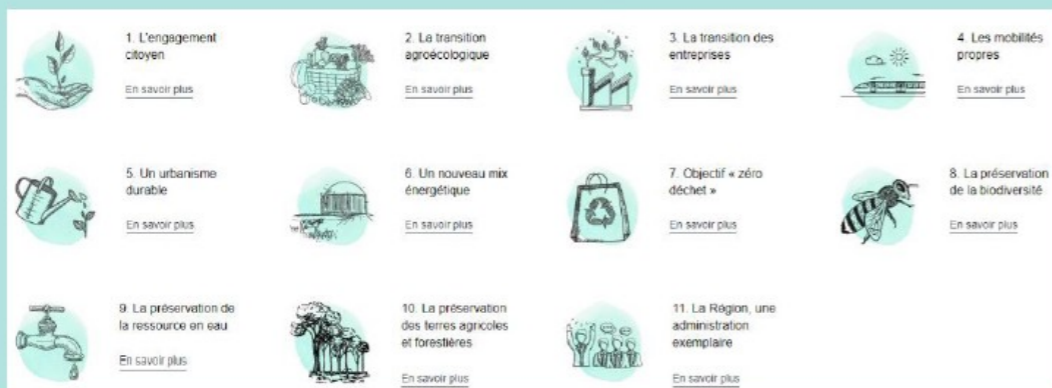 1. L'engagement
citoyen
En savoir plus
2. La transition
agroécologique
En savoir plus
3. La transition des
entreprises
En savoir plus
4. Les mobilités
propres
En savoir plus
5. Un urbanisme
durable
En savoir plus
6. Un nouveau mix
énergétique
En savoir plus
7. Objectif « zéro
déchet »
En savoir plus
8. La préservation
de la biodiversité
En savoir plus
9. La préservation de
la ressource en eau
En savoir plus
10. La préservation
des terres agricoles
et forestières
En savoir plus
11. La Région, une
administration
exemplaire
En savoir plus